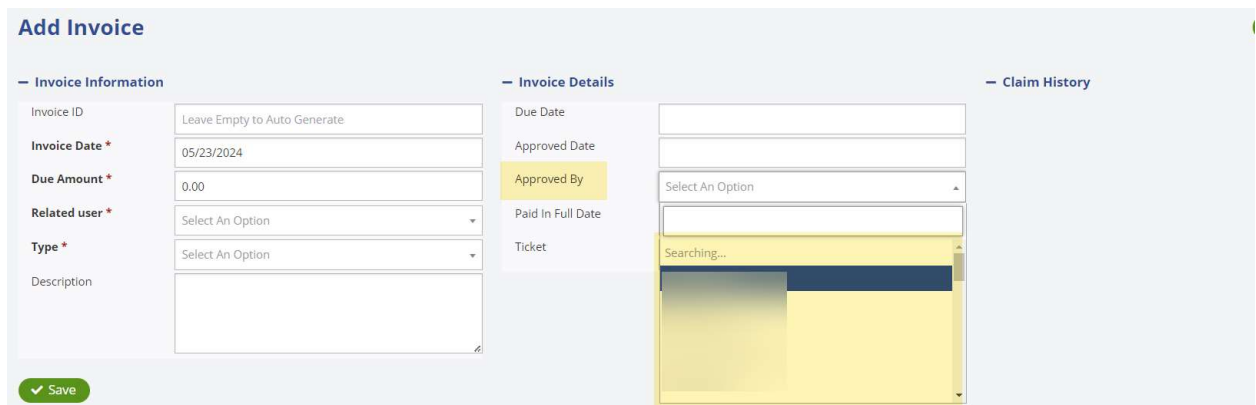 Add Invoice
Invoice Information
Invoice ID
Leave Empty to Auto Generate
Invoice Date *
05/23/2024
Due Amount *
0.00
Related user *
Select An Option
Type *
Select An Option
Description
Save
Invoice Details
Due Date
Approved Date
Approved By
Select An Option
Paid In Full Date
Ticket
Searching...
Claim History